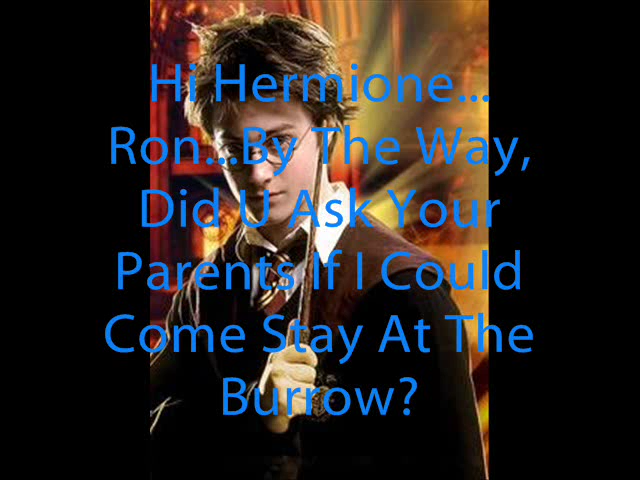 Hi Hermione...
Ron...By The Way,
Did U Ask Your
Parents If I Could
Come Stay At The
Burrow?